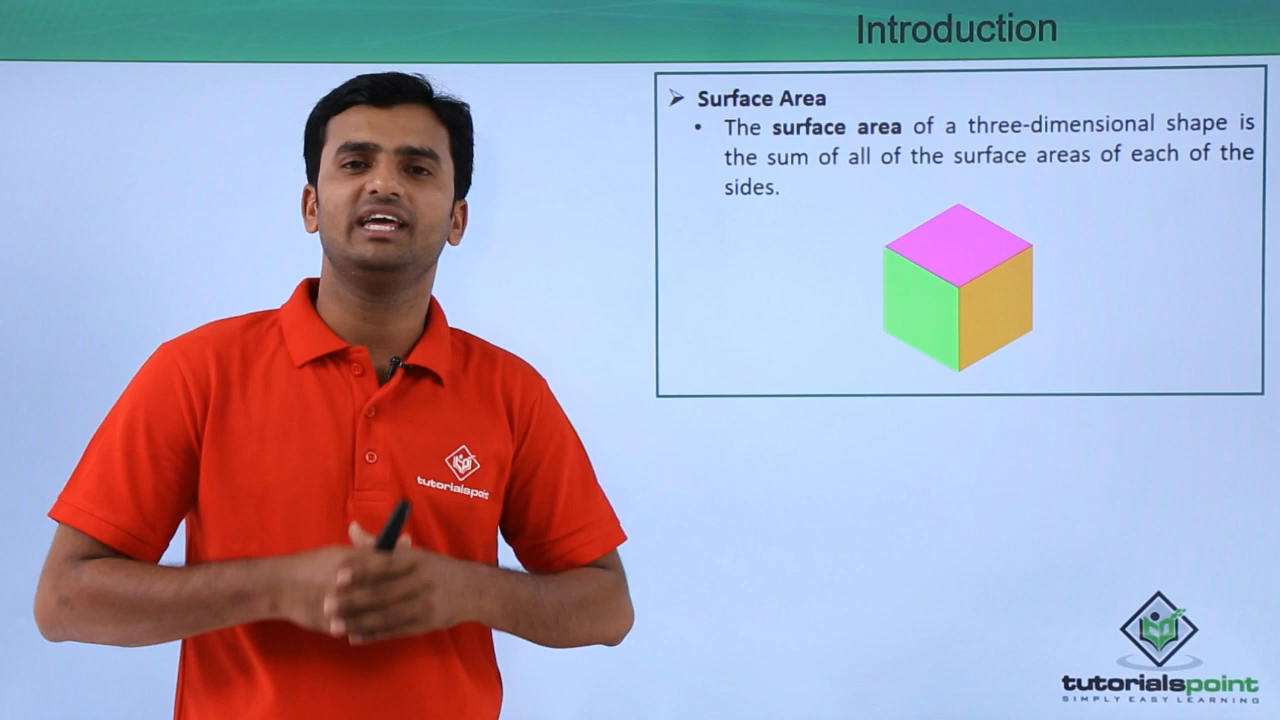 Introduction
➢ Surface Area
• The surface area of a three-dimensional shape is
the sum of all of the surface areas of each of the
sides.
tutorialspoint
tutorialspoint
SIMPLY EASY LEARNING